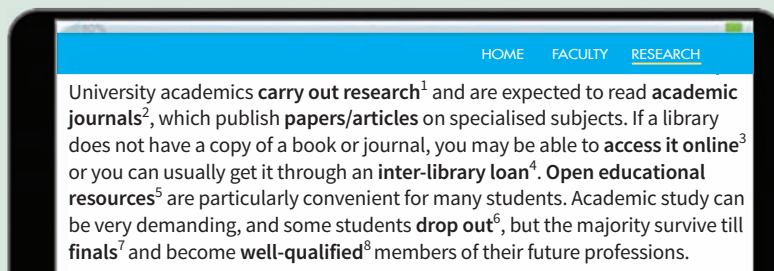 HOME FACULTY RESEARCH
University academics carry out research1 and are expected to read academic
journals2, which publish papers/articles on specialised subjects. If a library
does not have a copy of a book or journal, you may be able to access it online3
or you can usually get it through an inter-library loan4. Open educational
resources5 are particularly convenient for many students. Academic study can
be very demanding, and some students drop out6, but the majority survive till
finals7 and become well-qualified8 members of their future professions.